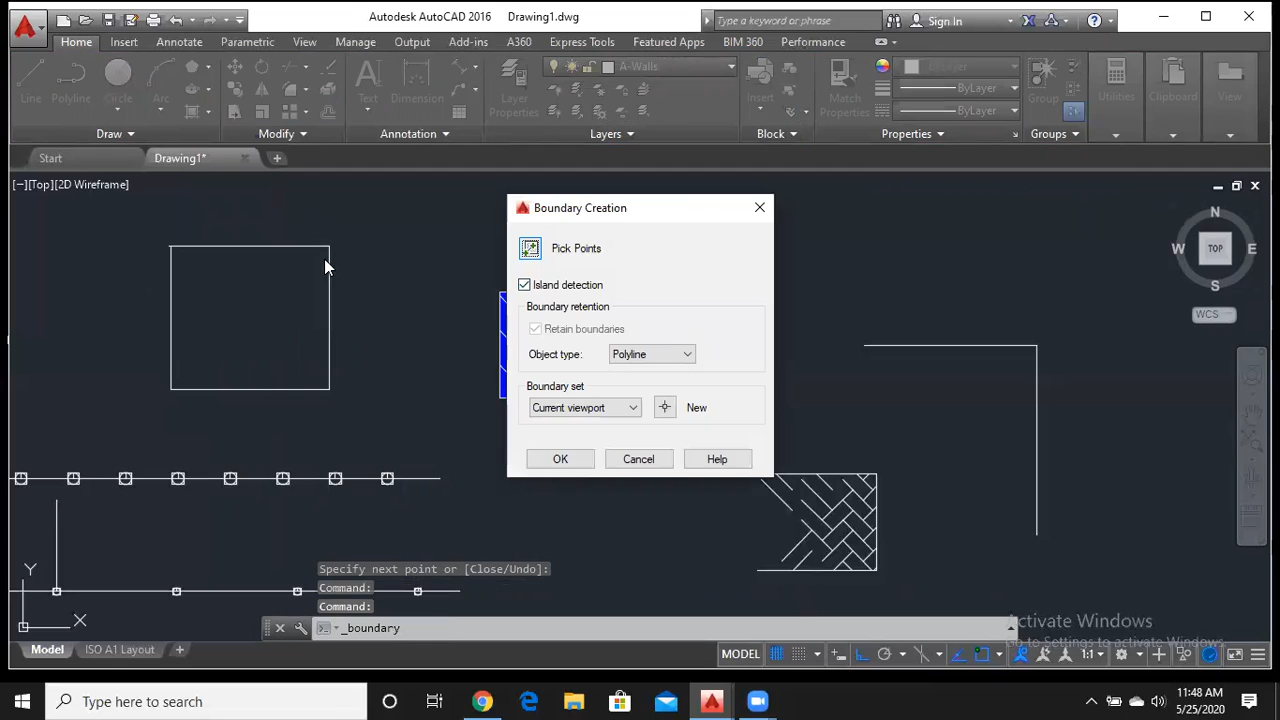 Autodesk AutoCAD 2016 Drawing1.dwg
Type a keyword or phrase
Sign In
Home Insert Annotate Parametric View Manage Output Add-ins A360 Express Tools Featured Apps BIM 360 Performance
A-Walls
ByLayer
Line Polyline Circle Arc
Text Dimension
Layer Properties
Insert
Match Properties
ByLayer
ByLayer
Group
Utilities Clipboard View
Draw Modify Annotation Layers Block Properties Groups
Start Drawing1*
[−][Top][2D Wireframe]
Boundary Creation
Pick Points
Island detection
Boundary retention
Retain boundaries
Object type: Polyline
Boundary set
Current viewport New
OK Cancel Help
N
W TOP E
S
WCS
Y
X
Specify next point or [Close/Undo]:
Command:
Command:
_boundary
Activate Windows
Go to Settings to activate Windows.
Model ISO A1 Layout
MODEL 1:1
Type here to search
11:48 AM
5/25/2020